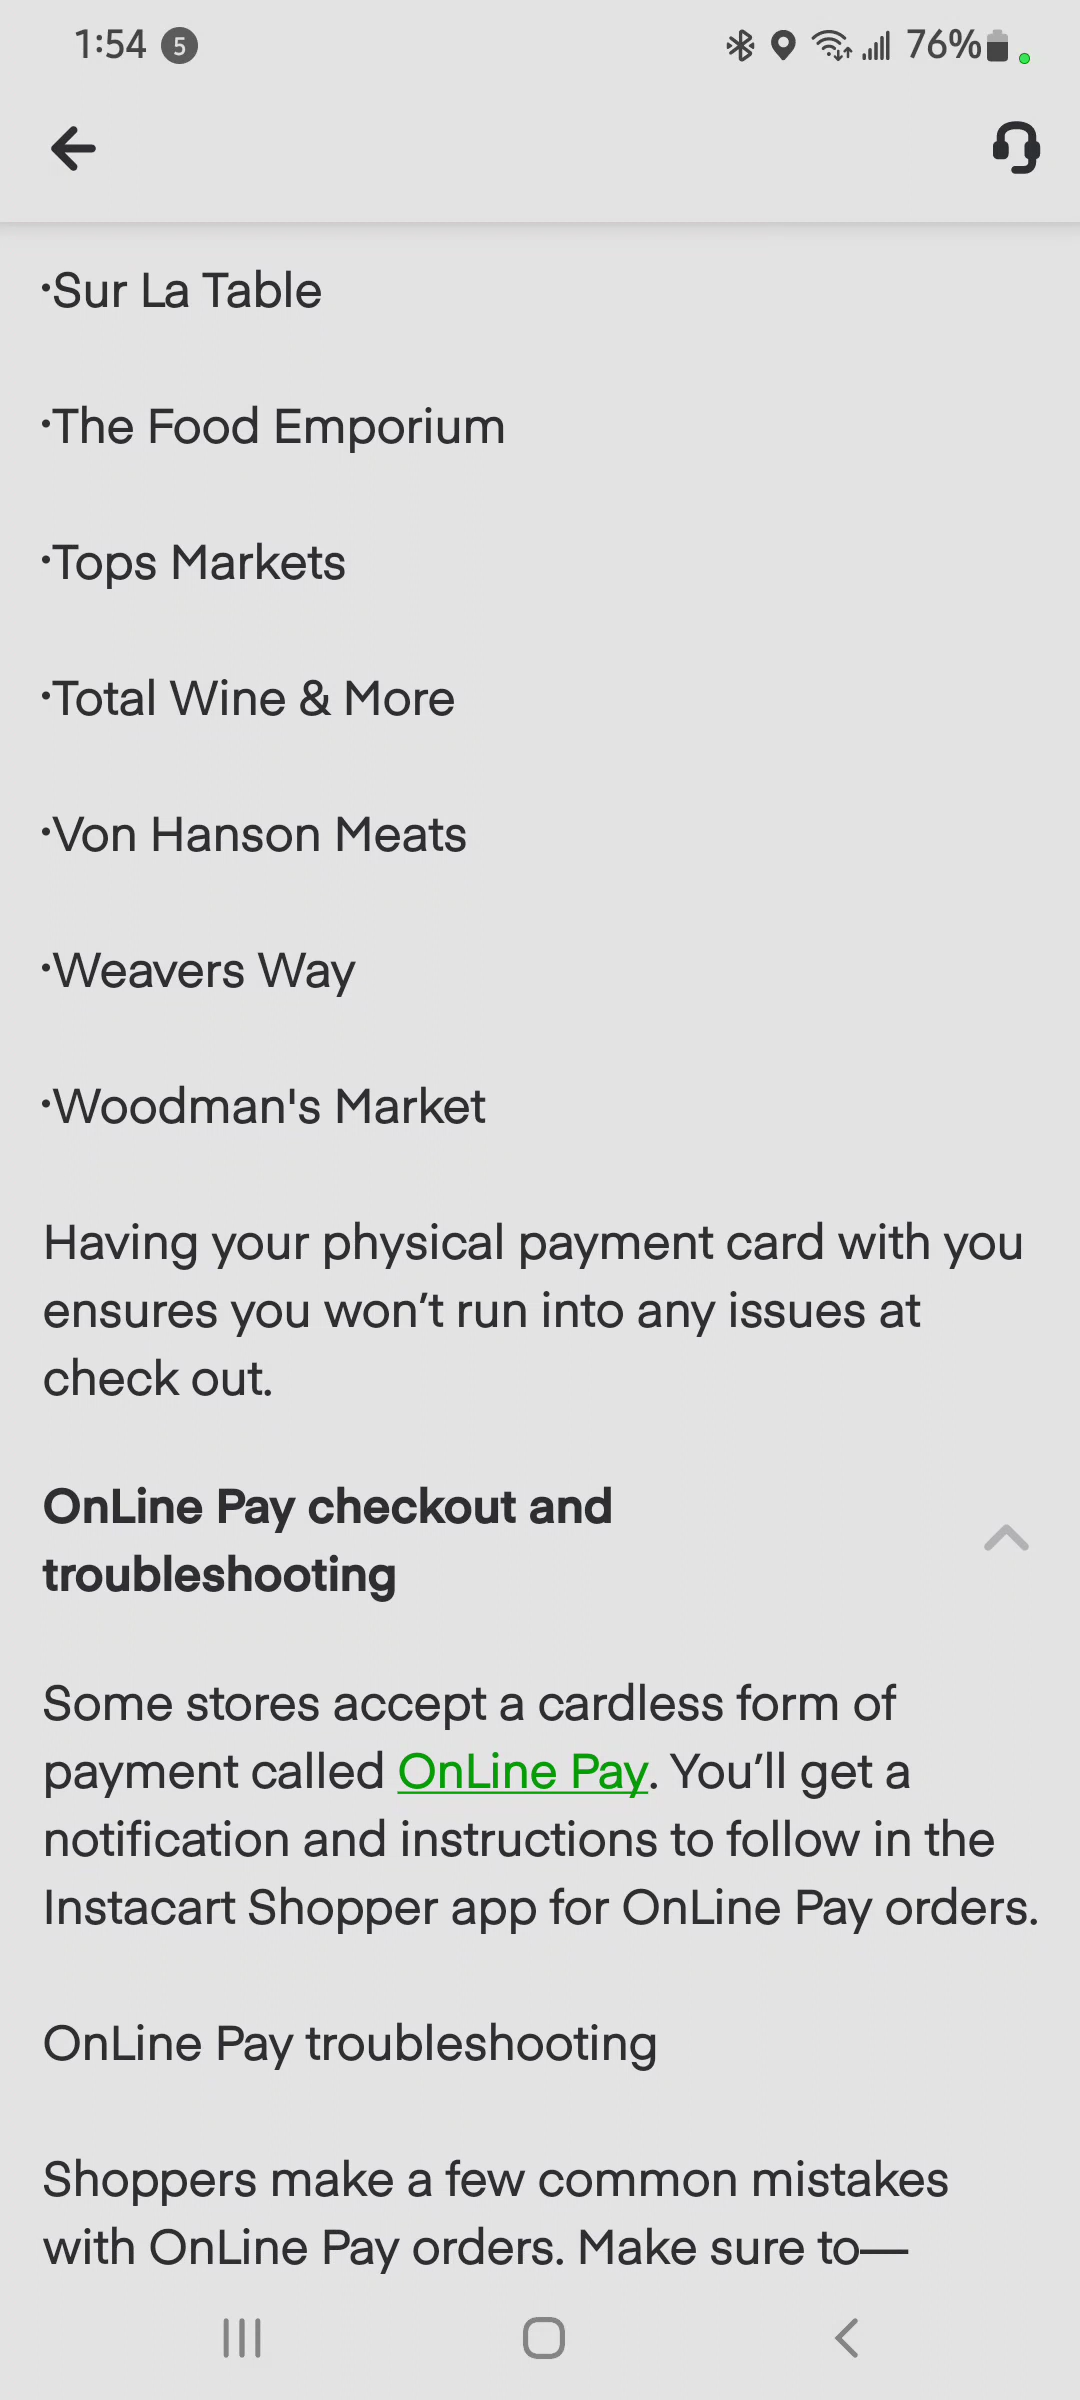 1:54 5 76%
·Sur La Table
·The Food Emporium
·Tops Markets
·Total Wine & More
·Von Hanson Meats
·Weavers Way
·Woodman's Market
Having your physical payment card with you
ensures you won’t run into any issues at
check out.
OnLine Pay checkout and
troubleshooting
Some stores accept a cardless form of
payment called OnLine Pay. You’ll get a
notification and instructions to follow in the
Instacart Shopper app for OnLine Pay orders.
OnLine Pay troubleshooting
Shoppers make a few common mistakes
with OnLine Pay orders. Make sure to—